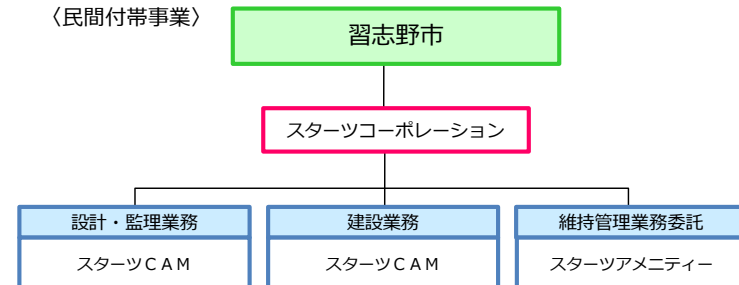 〈民間付帯事業〉
習志野市
スターツコーポレーション
設計・監理業務
建設業務
維持管理業務委託
スターツＣＡＭ
スターツＣＡＭ
スターツアメニティー